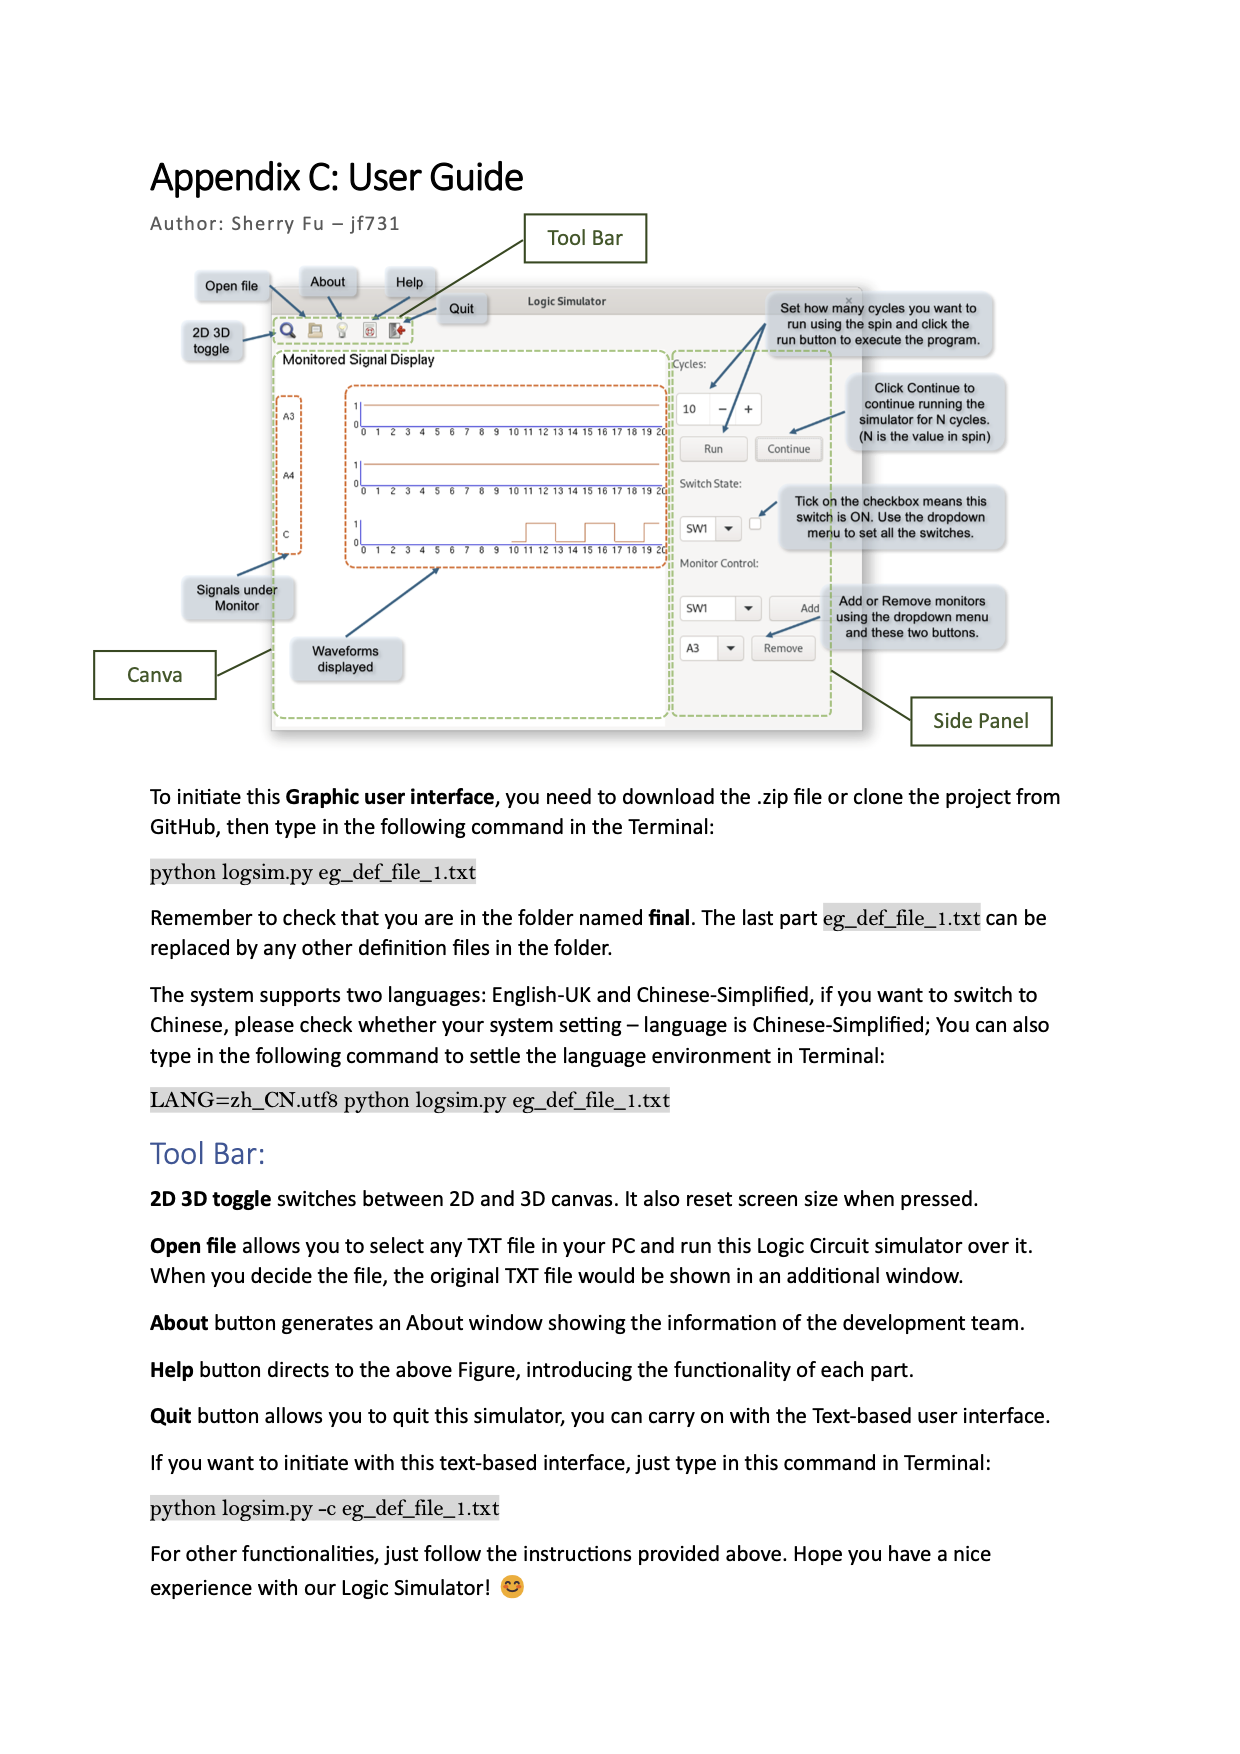 Appendix C: User Guide
Author: Sherry Fu – jf731
Tool Bar
Open file
About
Help
Quit
2D 3D
toggle
Logic Simulator
Monitored Signal Display
A3
1
0
0 1 2 3 4 5 6 7 8 9 10 11 12 13 14 15 16 17 18 19 20
A4
1
0
0 1 2 3 4 5 6 7 8 9 10 11 12 13 14 15 16 17 18 19 20
C
1
0
0 1 2 3 4 5 6 7 8 9 10 11 12 13 14 15 16 17 18 19 20
Signals under
Monitor
Waveforms
displayed
Canva
Set how many cycles you want to
run using the spin and click the
run button to execute the program.
Cycles:
10 − +
Run Continue
Click Continue to
continue running the
simulator for N cycles.
(N is the value in spin)
Switch State:
SW1
Tick on the checkbox means this
switch is ON. Use the dropdown
menu to set all the switches.
Monitor Control:
SW1 Add
A3 Remove
Add or Remove monitors
using the dropdown menu
and these two buttons.
Side Panel
To initiate this Graphic user interface, you need to download the .zip file or clone the project from
GitHub, then type in the following command in the Terminal:
python logsim.py eg_def_file_1.txt
Remember to check that you are in the folder named final. The last part eg_def_file_1.txt can be
replaced by any other definition files in the folder.
The system supports two languages: English-UK and Chinese-Simplified, if you want to switch to
Chinese, please check whether your system setting – language is Chinese-Simplified; You can also
type in the following command to settle the language environment in Terminal:
LANG=zh_CN.utf8 python logsim.py eg_def_file_1.txt
Tool Bar:
2D 3D toggle switches between 2D and 3D canvas. It also reset screen size when pressed.
Open file allows you to select any TXT file in your PC and run this Logic Circuit simulator over it.
When you decide the file, the original TXT file would be shown in an additional window.
About button generates an About window showing the information of the development team.
Help button directs to the above Figure, introducing the functionality of each part.
Quit button allows you to quit this simulator, you can carry on with the Text-based user interface.
If you want to initiate with this text-based interface, just type in this command in Terminal:
python logsim.py -c eg_def_file_1.txt
For other functionalities, just follow the instructions provided above. Hope you have a nice
experience with our Logic Simulator! 😊